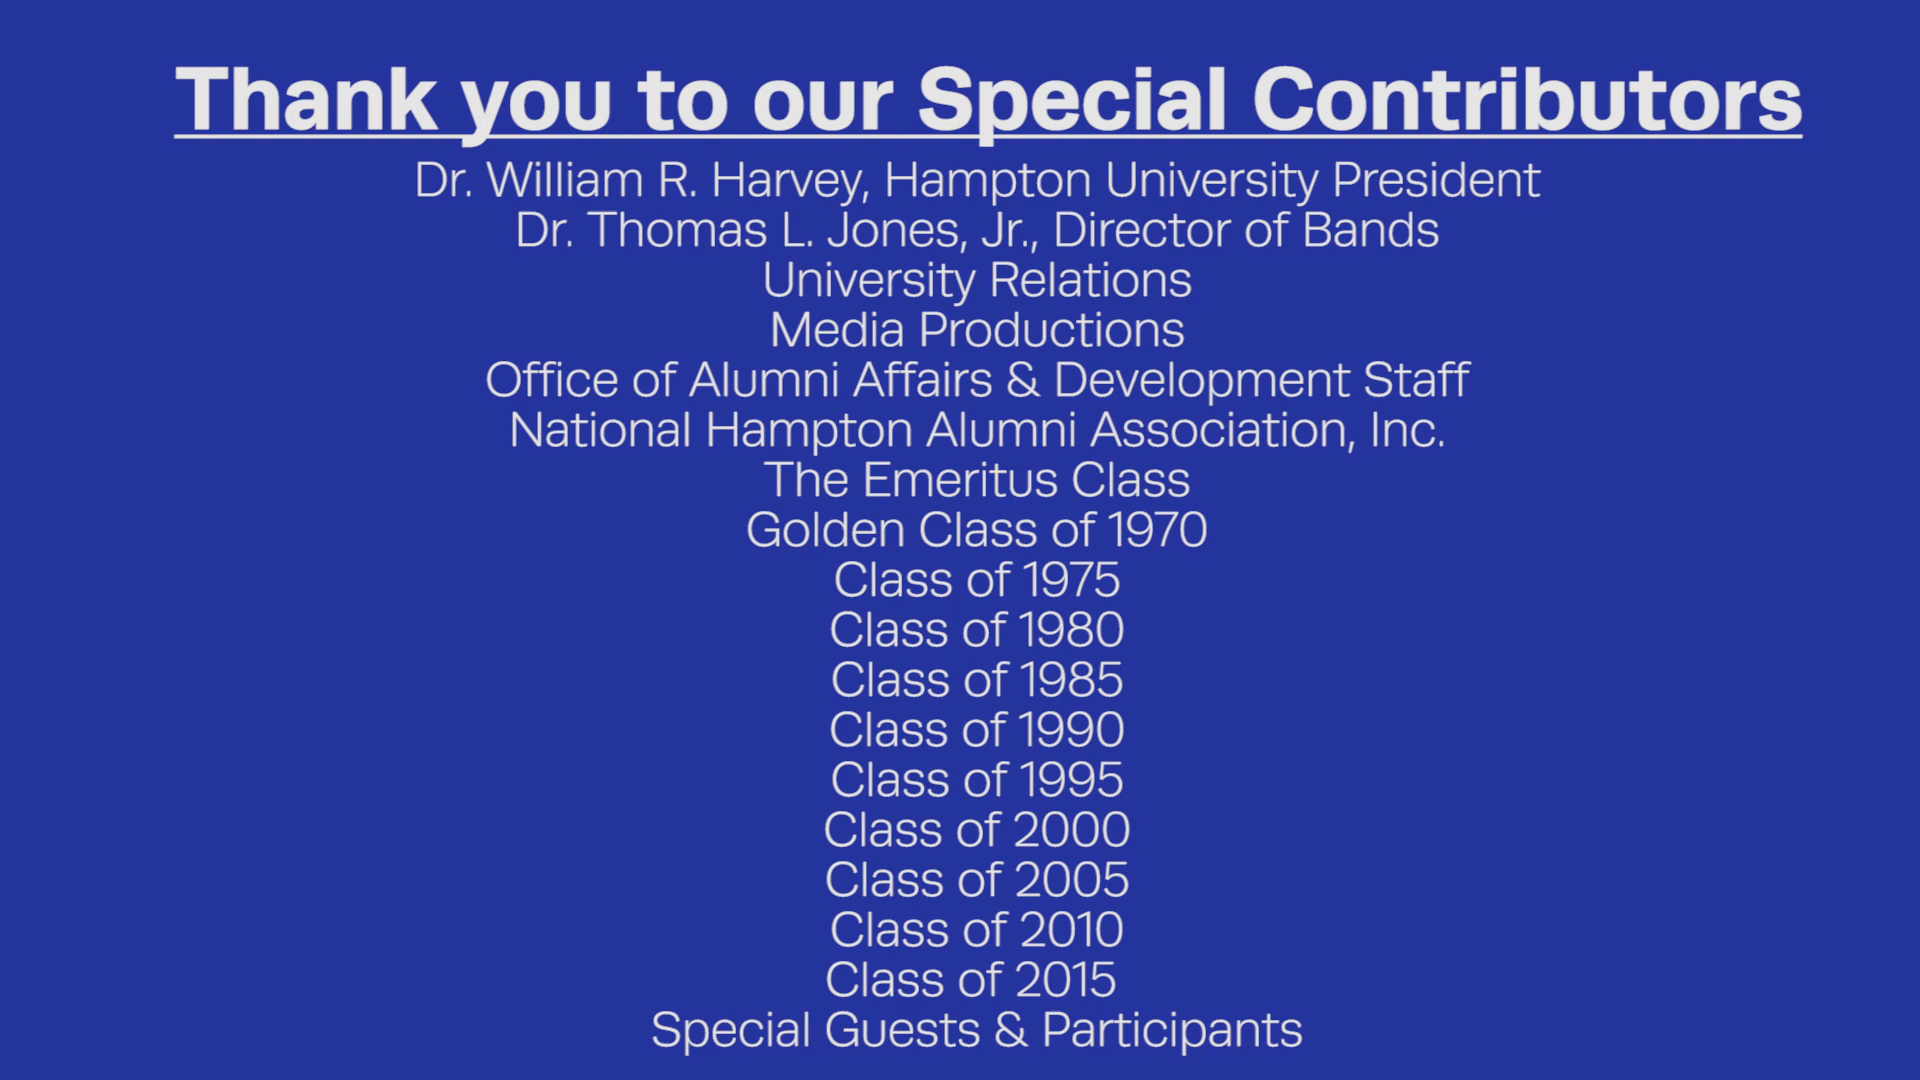 Thank you to our Special Contributors
Dr. William R. Harvey, Hampton University President
Dr. Thomas L. Jones, Jr., Director of Bands
University Relations
Media Productions
Office of Alumni Affairs & Development Staff
National Hampton Alumni Association, Inc.
The Emeritus Class
Golden Class of 1970
Class of 1975
Class of 1980
Class of 1985
Class of 1990
Class of 1995
Class of 2000
Class of 2005
Class of 2010
Class of 2015
Special Guests & Participants